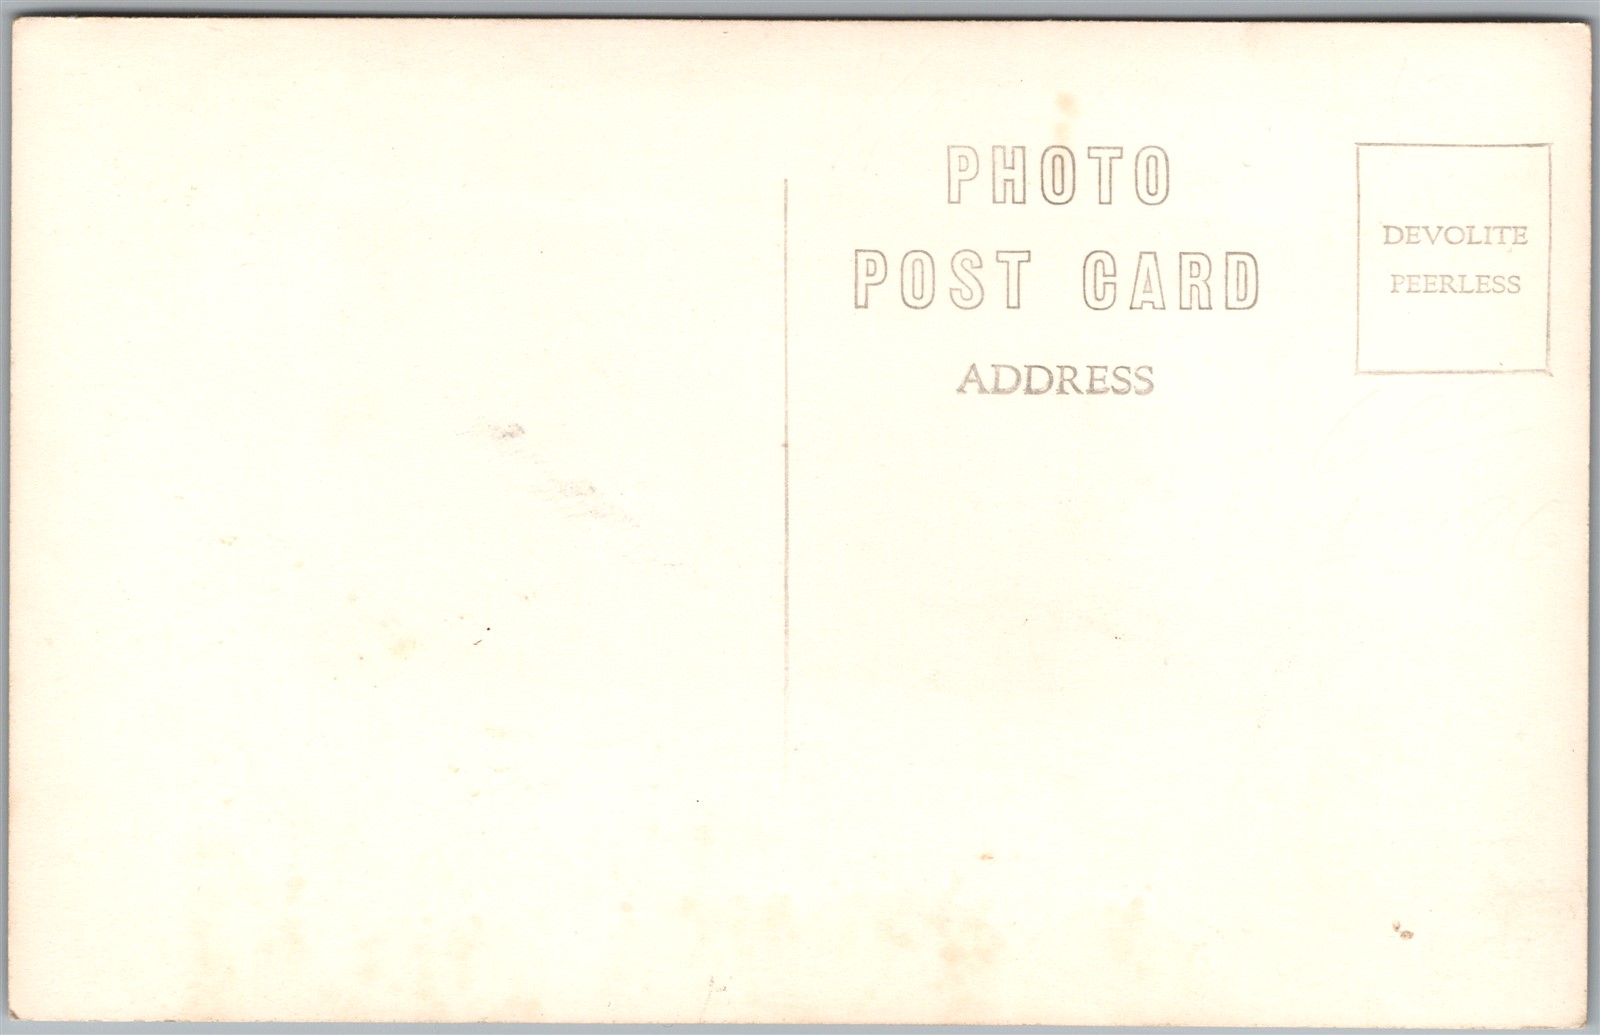 PHOTO
POST CARD
ADDRESS
DEVOLITE
PEERLESS